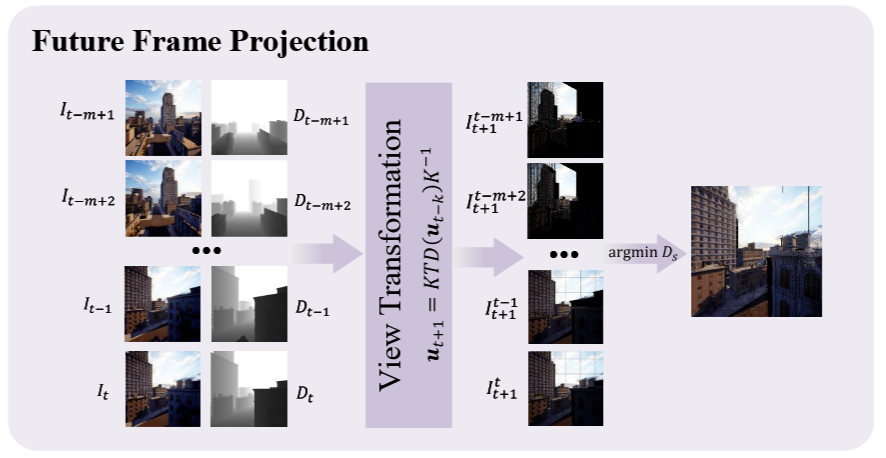 Future Frame Projection
I_{t-m+1}
D_{t-m+1}
I_{t-m+2}
D_{t-m+2}
•••
I_{t-1}
D_{t-1}
I_t
D_t
View Transformation
u_{t+1} = KTD(u_{t-k})K^{-1}
I_{t+1}^{t-m+1}
I_{t+1}^{t-m+2}
•••
I_{t+1}^{t-1}
I_{t+1}^{t}
argmin D_s